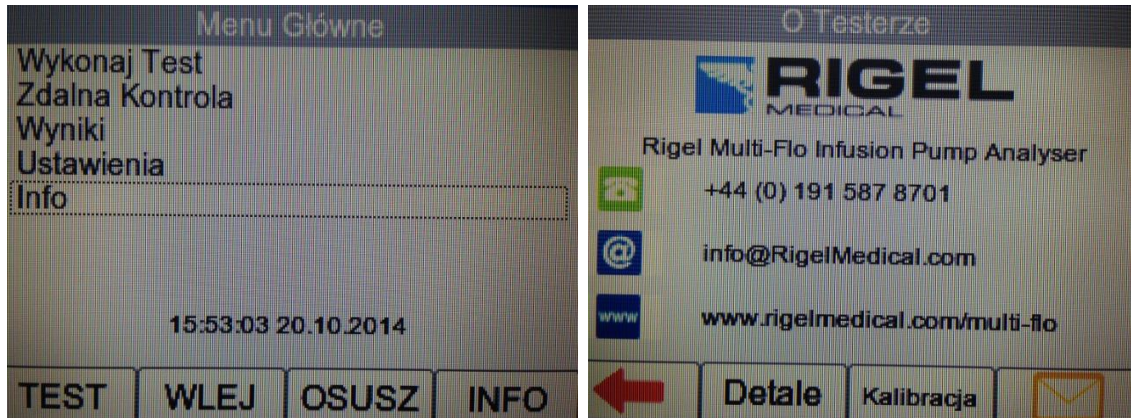 Menu Główne
Wykonaj Test
Zdalna Kontrola
Wyniki
Ustawienia
Info
15:53:03 20.10.2014
TEST WLEJ OSUSZ INFO
O Testerze
RIGEL
MEDICAL
Rigel Multi-Flo Infusion Pump Analyser
+44 (0) 191 587 8701
@ info@RigelMedical.com
www www.rigelmedical.com/multi-flo
Detale Kalibracja